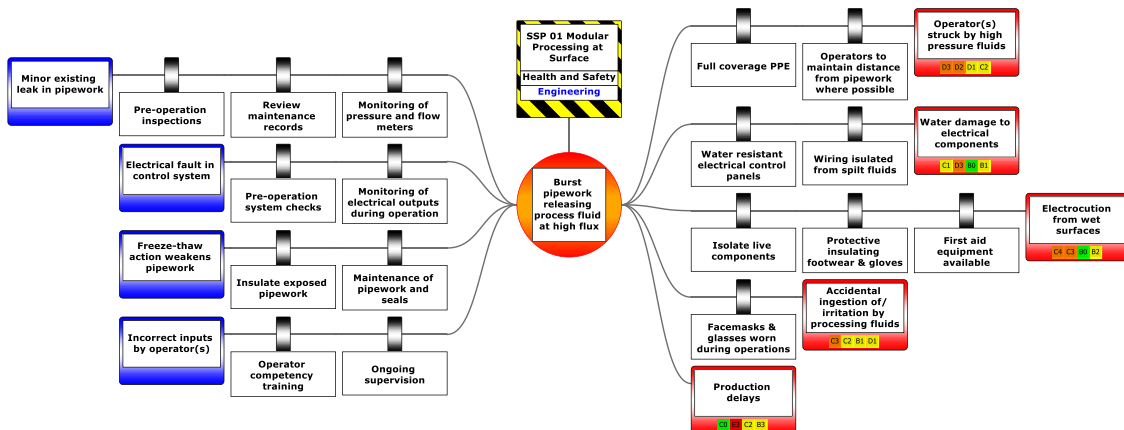 SSP 01 Modular
Processing at
Surface
Health and Safety
Engineering
Minor existing
leak in pipework
Pre-operation
inspections
Review
maintenance
records
Monitoring of
pressure and flow
meters
Electrical fault in
control system
Pre-operation
system checks
Monitoring of
electrical outputs
during operation
Freeze-thaw
action weakens
pipework
Insulate exposed
pipework
Maintenance of
pipework and
seals
Incorrect inputs
by operator(s)
Operator
competency
training
Ongoing
supervision
Burst
pipework
releasing
process fluid
at high flux
Full coverage PPE
Operators to
maintain distance
from pipework
where possible
Operator(s)
struck by high
pressure fluids
D3 D2 D1 C2
Water resistant
electrical control
panels
Wiring isulated
from spilt fluids
Water damage to
electrical
components
C1 D3 B0 B1
Isolate live
components
Protective
insulating
footwear & gloves
First aid
equipment
available
Electrocution
from wet
surfaces
C4 C3 B0 B2
Facemasks &
glasses worn
during operations
Accidental
ingestion of/
irritation by
processing fluids
C3 C2 B1 D1
Production
delays
C0 E3 C2 B3